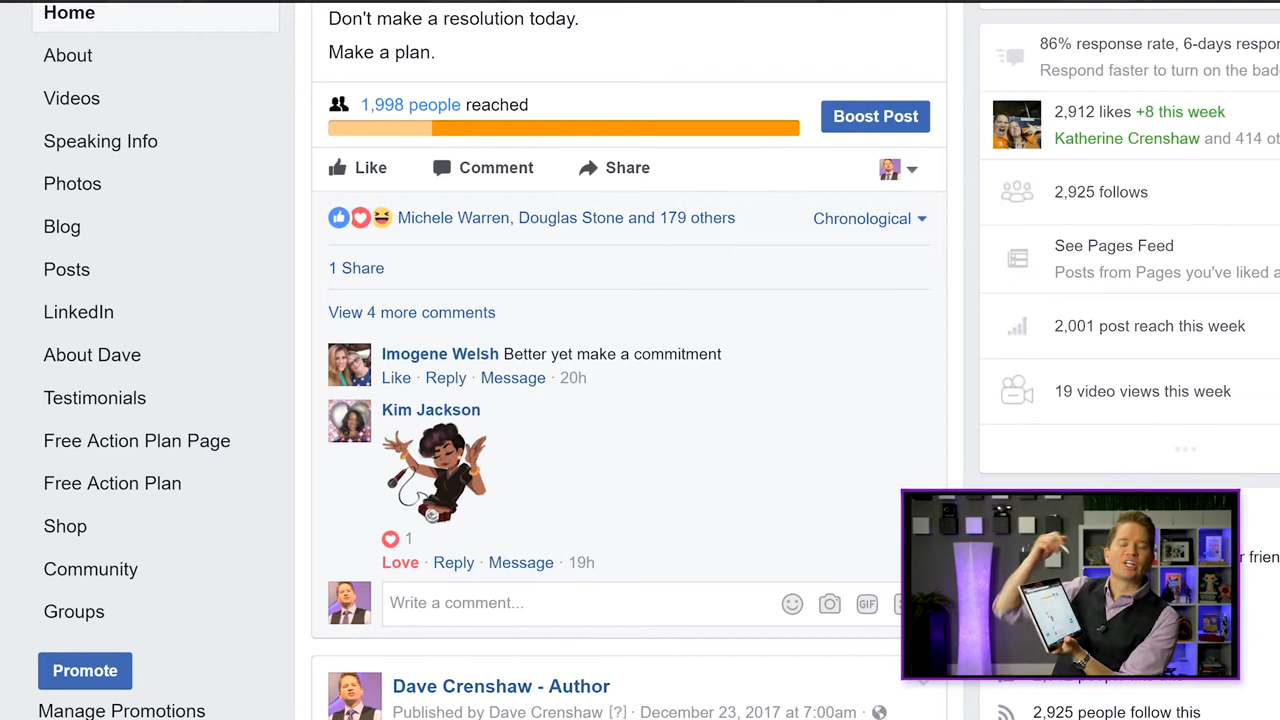 Home
About
Videos
Speaking Info
Photos
Blog
Posts
LinkedIn
About Dave
Testimonials
Free Action Plan Page
Free Action Plan
Shop
Community
Groups
Promote
Manage Promotions
Don't make a resolution today.
Make a plan.
1,998 people reached
Boost Post
Like Comment Share
Michele Warren, Douglas Stone and 179 others Chronological
1 Share
View 4 more comments
Imogene Welsh Better yet make a commitment
Like · Reply · Message · 20h
Kim Jackson
1
Love · Reply · Message · 19h
Write a comment...
GIF
Dave Crenshaw - Author
Published by Dave Crenshaw [?] · December 23, 2017 at 7:00am ·
86% response rate, 6-days respo
Respond faster to turn on the bad
2,912 likes +8 this week
Katherine Crenshaw and 414 ot
2,925 follows
See Pages Feed
Posts from Pages you've liked a
2,001 post reach this week
19 video views this week
...
r frien
2,925 people follow this